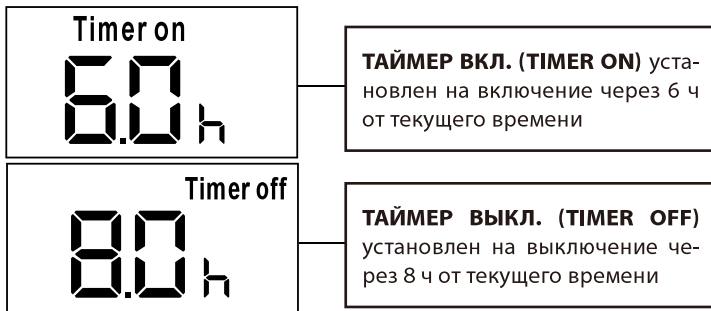 Timer on
6.0 h
ТАЙМЕР ВКЛ. (TIMER ON) уста-
новлен на включение через 6 ч
от текущего времени
Timer off
8.0 h
ТАЙМЕР ВЫКЛ. (TIMER OFF)
установлен на выключение че-
рез 8 ч от текущего времени